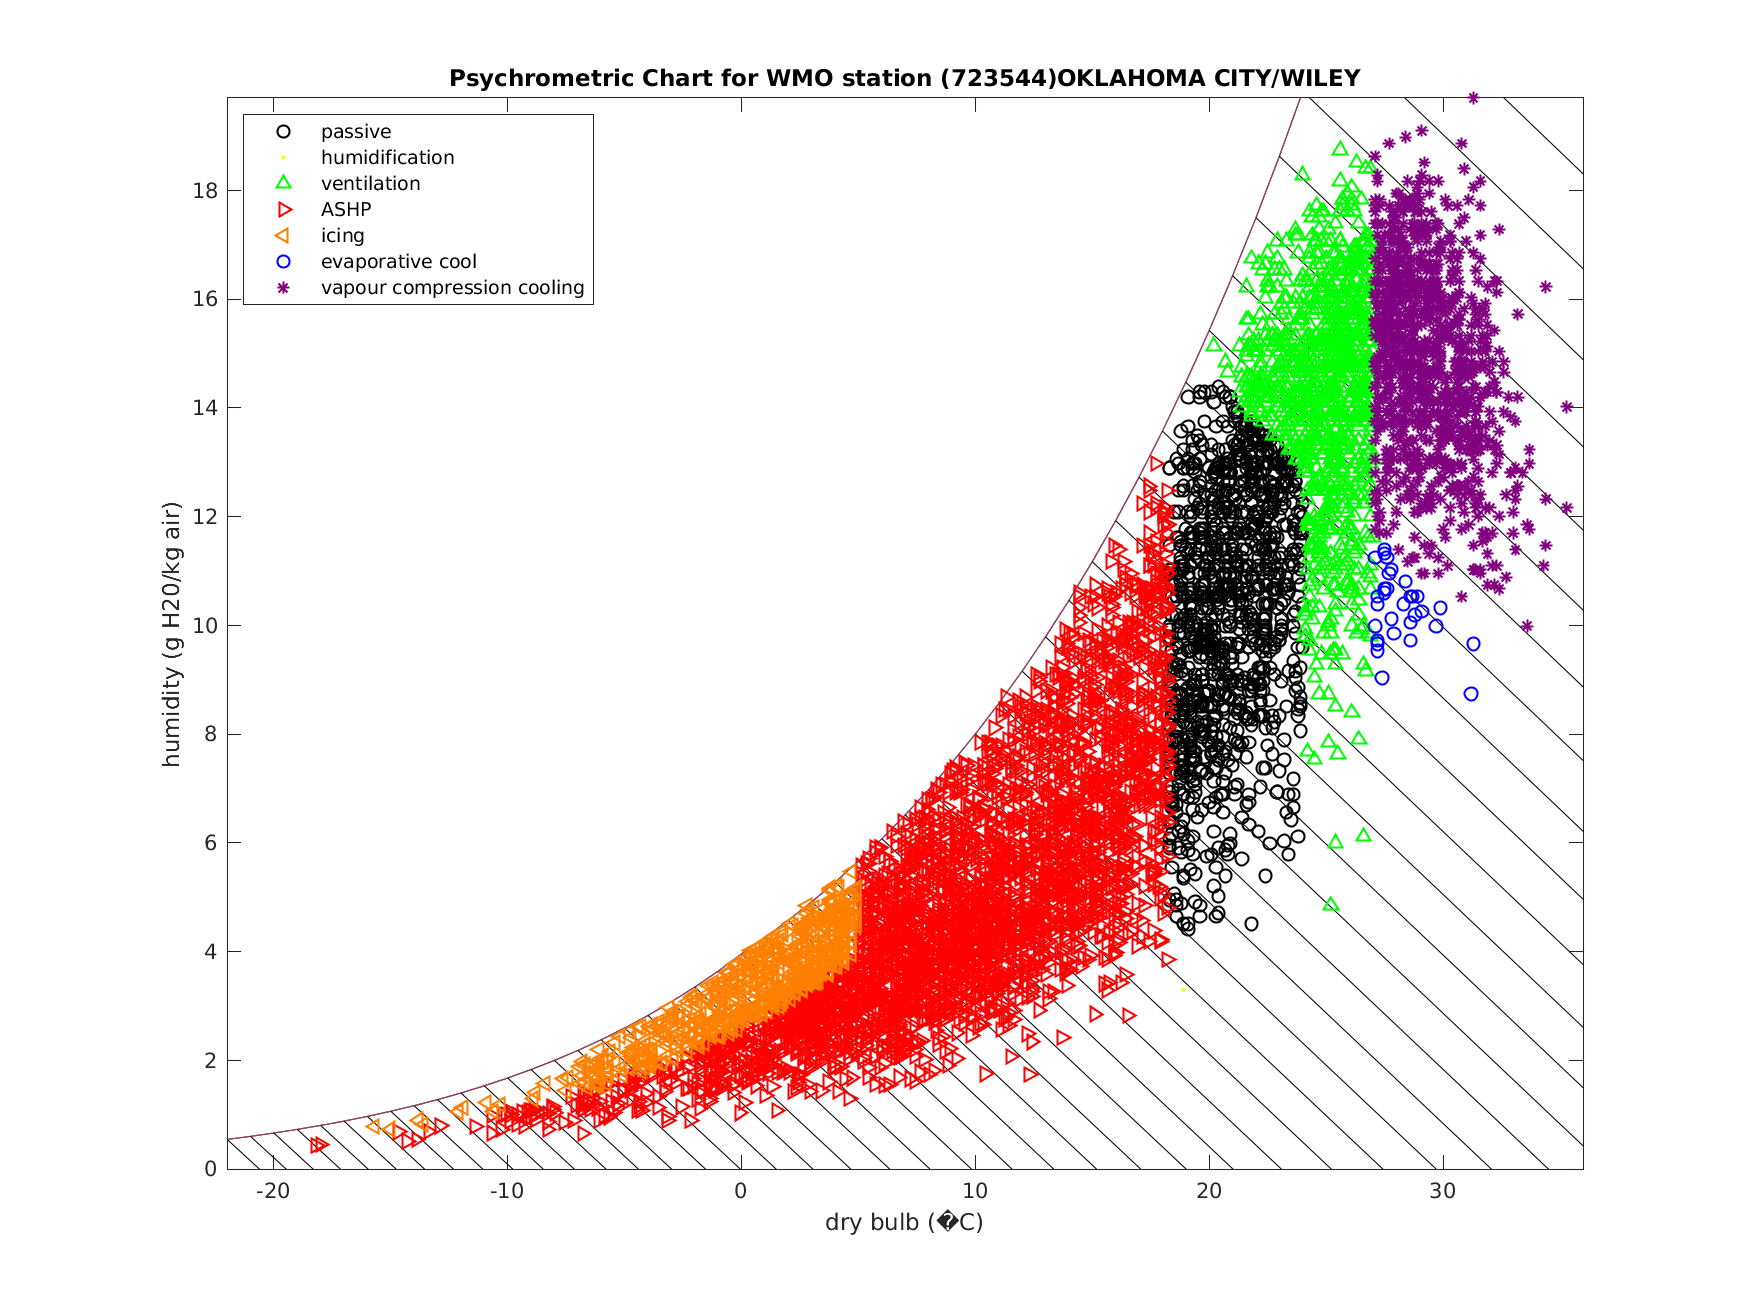 Psychrometric Chart for WMO station (723544)OKLAHOMA CITY/WILEY
passive
humidification
ventilation
ASHP
icing
evaporative cool
vapour compression cooling
humidity (g H20/kg air)
18
16
14
12
10
8
6
4
2
0
-20 -10 0 10 20 30
dry bulb (�C)